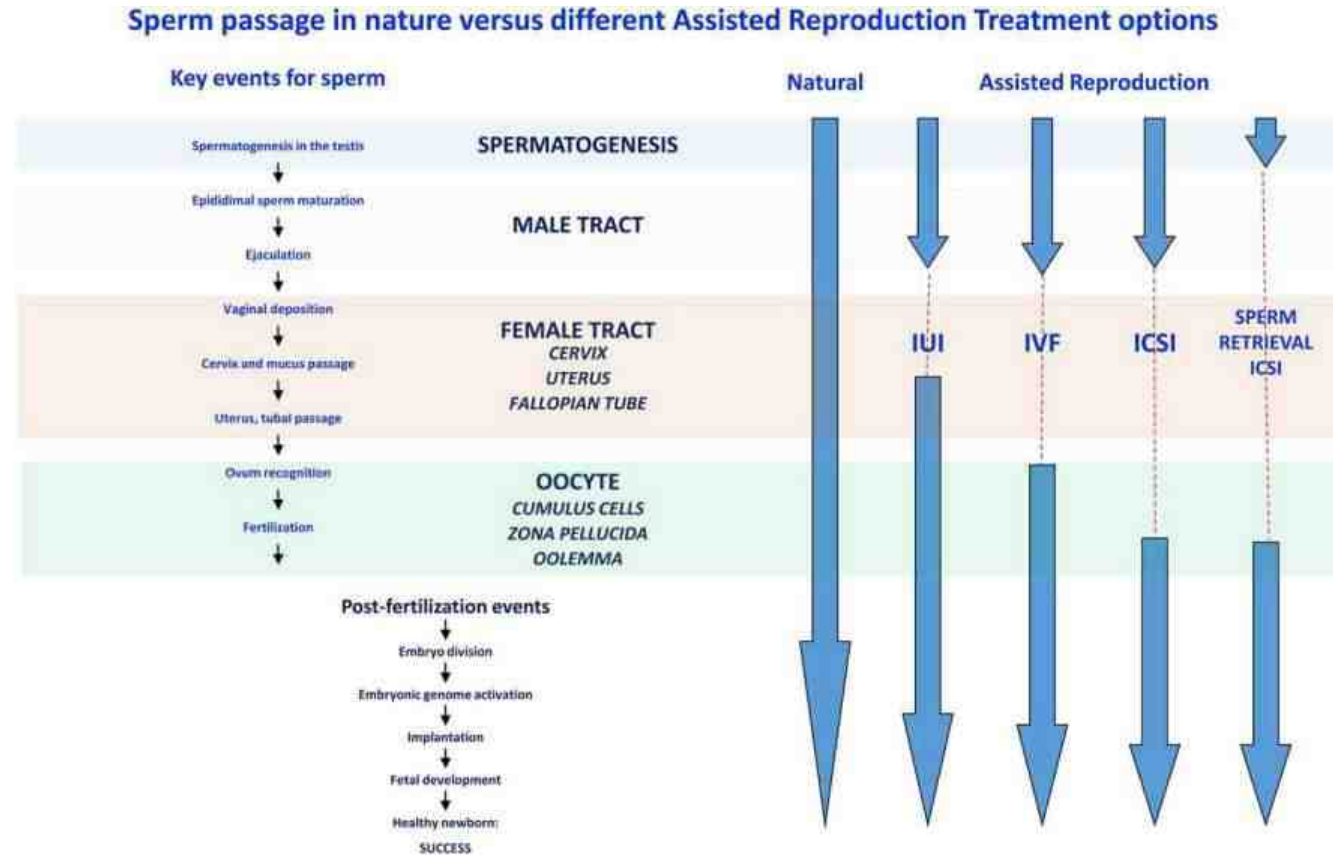 Sperm passage in nature versus different Assisted Reproduction Treatment options
Key events for sperm
Natural
Assisted Reproduction
Spermatogenesis in the testis
SPERMATOGENESIS
Epididimal sperm maturation
MALE TRACT
Ejaculation
Vaginal deposition
FEMALE TRACT
CERVIX
UTERUS
FALLOPIAN TUBE
Cervix and mucus passage
Uterus, tubal passage
IUI
IVF
ICSI
SPERM
RETRIEVAL
ICSI
Ovum recognition
OOCYTE
CUMULUS CELLS
ZONA PELLUCIDA
OOLEMMA
Fertilization
Post-fertilization events
Embryo division
Embryonic genome activation
Implantation
Fetal development
Healthy newborn:
SUCCESS